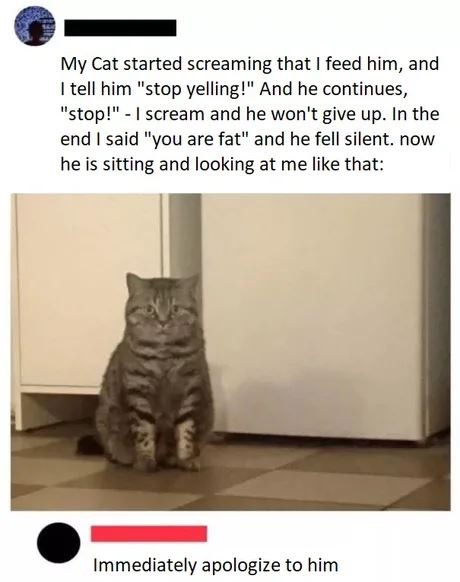 My Cat started screaming that I feed him, and
I tell him "stop yelling!" And he continues,
"stop!" - I scream and he won't give up. In the
end I said "you are fat" and he fell silent. now
he is sitting and looking at me like that:
Immediately apologize to him